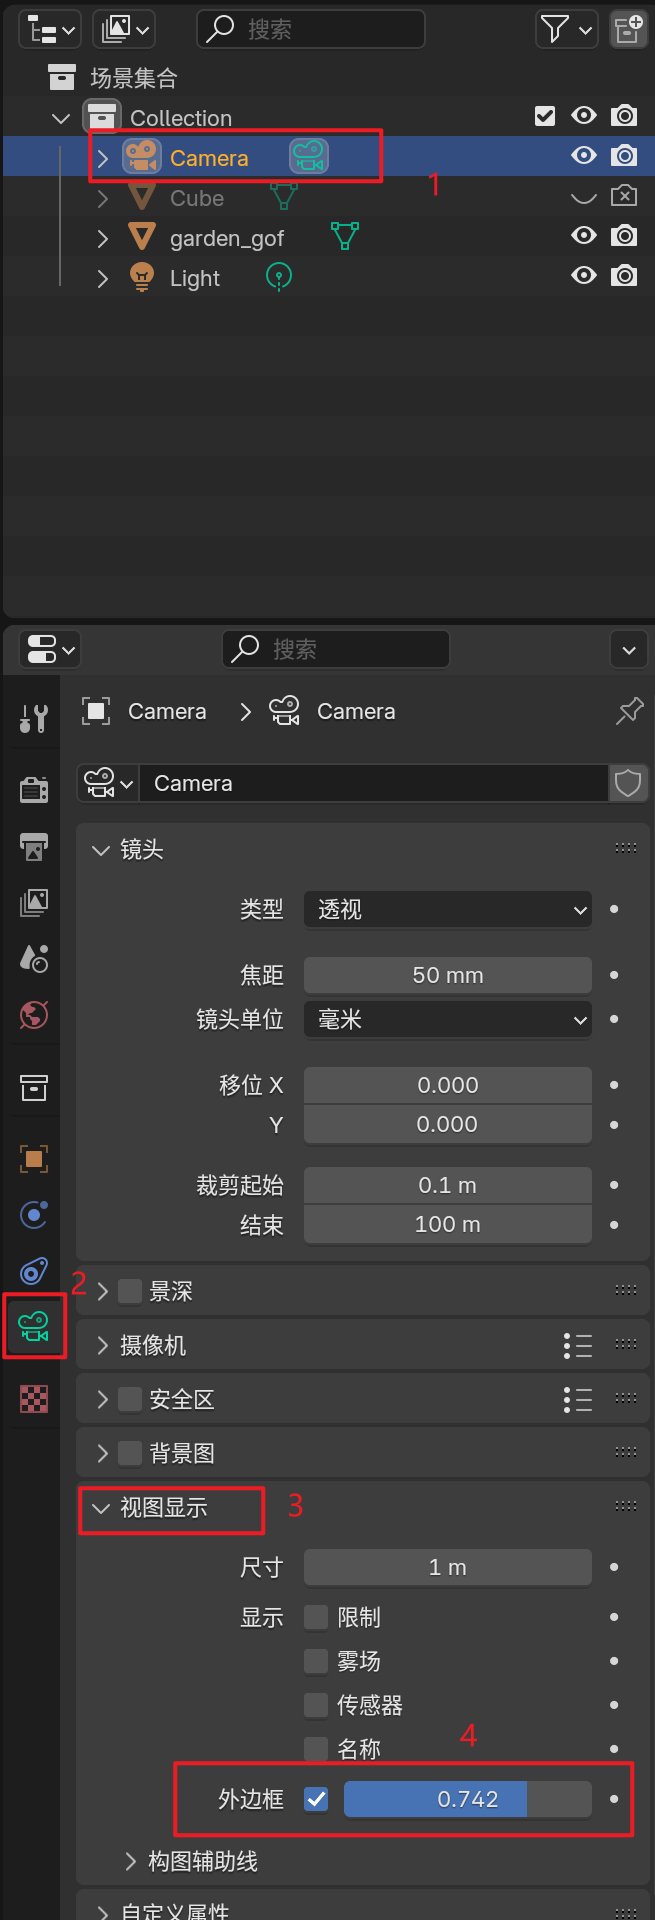 搜索
场景集合
Collection
Camera
1
Cube
garden_gof
Light
搜索
Camera
Camera
Camera
镜头
类型
透视
焦距
50 mm
镜头单位
毫米
移位 X
0.000
Y
0.000
裁剪起始
0.1 m
结束
100 m
2
景深
摄像机
安全区
背景图
视图显示
3
尺寸
1 m
显示
限制
雾场
传感器
名称
4
外边框
0.742
构图辅助线
自定义属性